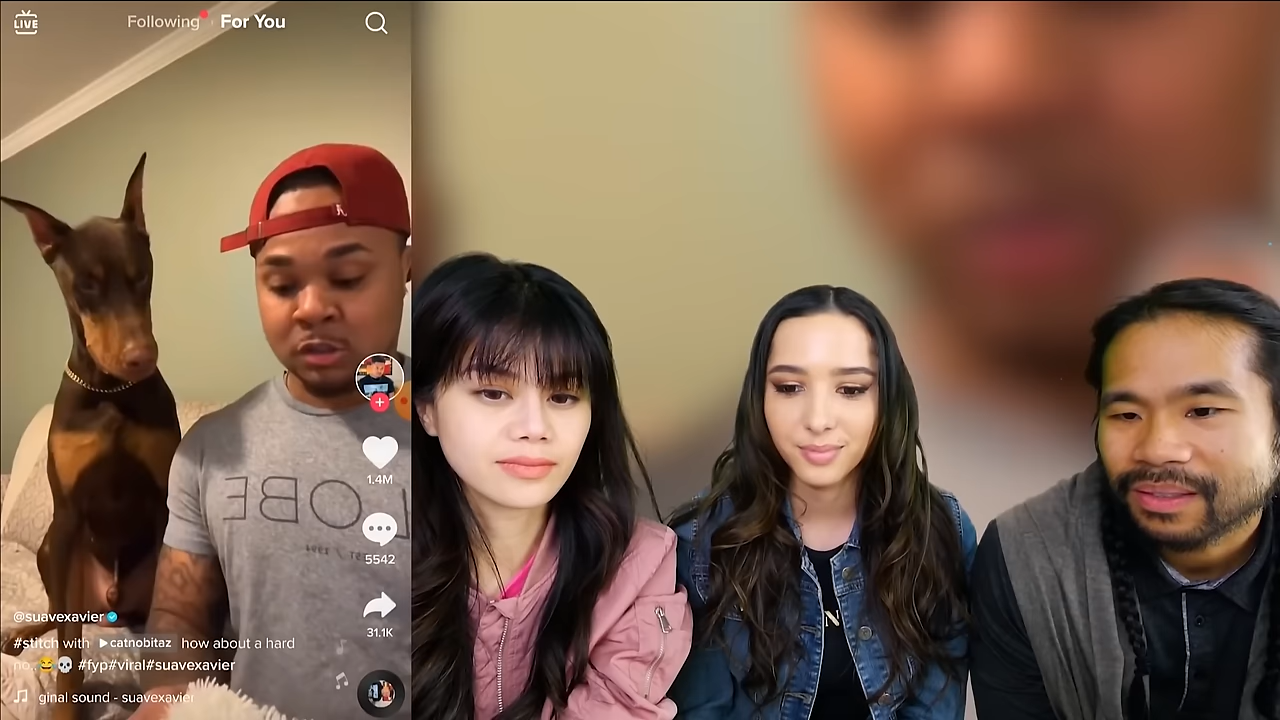 LIVE
Following For You
1.4M
5542
31.1K
@suavexavier
#stitch with ▶catnobitaz how about a hard
no..😂💀 #fyp#viral#suavexavier
ginal sound - suavexavier